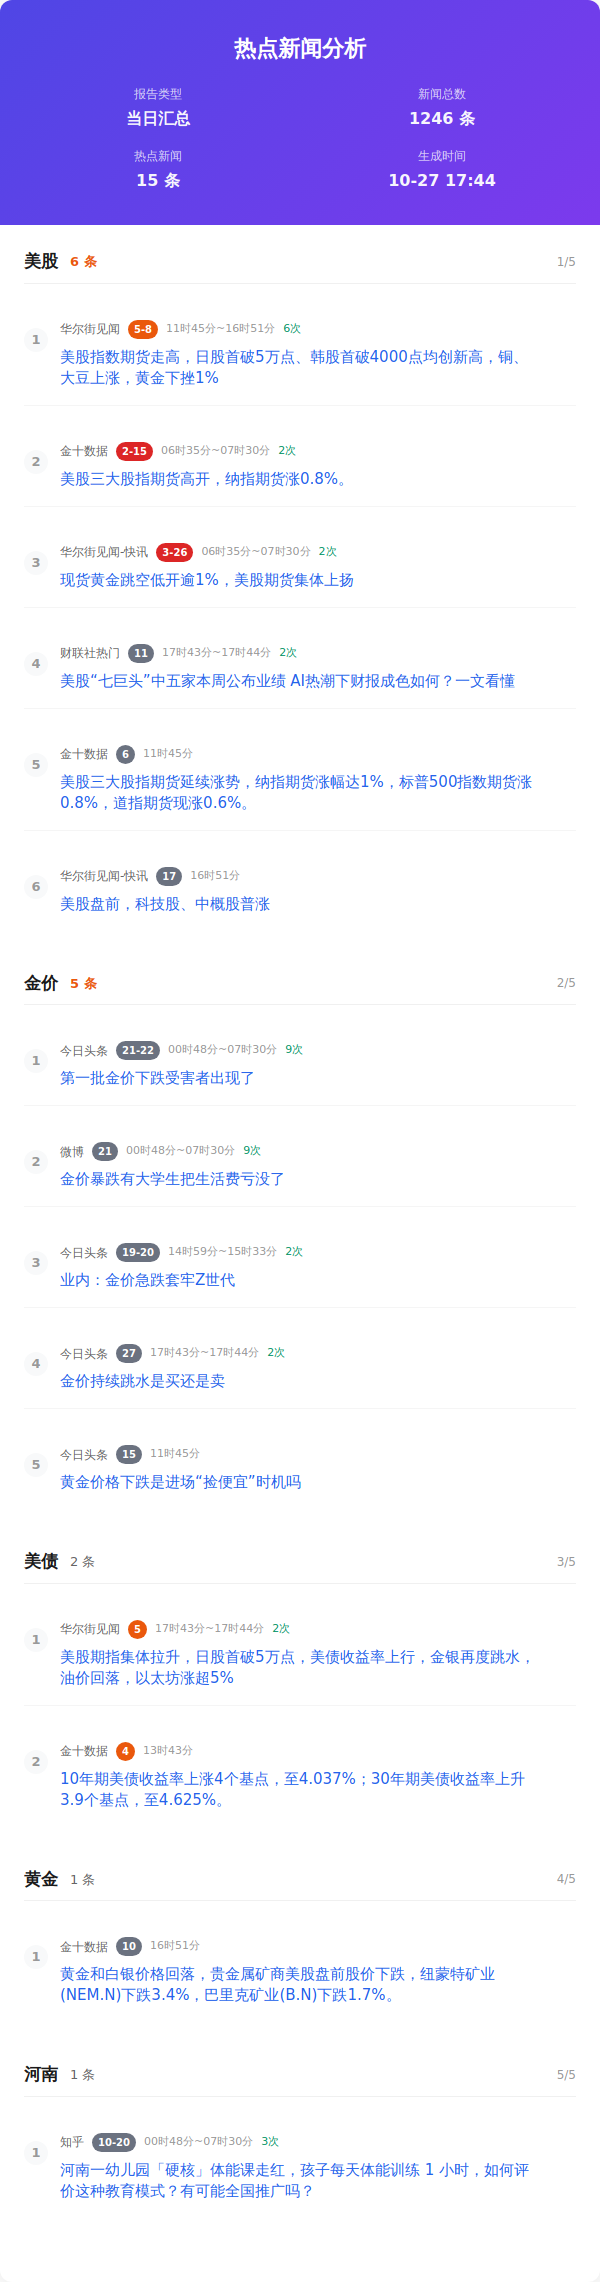 热点新闻分析
报告类型
当日汇总
新闻总数
1246 条
热点新闻
15 条
生成时间
10-27 17:44
美股 6 条 1/5
1
华尔街见闻 5-8 11时45分~16时51分 6次
美股指数期货走高，日股首破5万点、韩股首破4000点均创新高，铜、
大豆上涨，黄金下挫1%
2
金十数据 2-15 06时35分~07时30分 2次
美股三大股指期货高开，纳指期货涨0.8%。
3
华尔街见闻-快讯 3-26 06时35分~07时30分 2次
现货黄金跳空低开逾1%，美股期货集体上扬
4
财联社热门 11 17时43分~17时44分 2次
美股“七巨头”中五家本周公布业绩 AI热潮下财报成色如何？一文看懂
5
金十数据 6 11时45分
美股三大股指期货延续涨势，纳指期货涨幅达1%，标普500指数期货涨
0.8%，道指期货现涨0.6%。
6
华尔街见闻-快讯 17 16时51分
美股盘前，科技股、中概股普涨
金价 5 条 2/5
1
今日头条 21-22 00时48分~07时30分 9次
第一批金价下跌受害者出现了
2
微博 21 00时48分~07时30分 9次
金价暴跌有大学生把生活费亏没了
3
今日头条 19-20 14时59分~15时33分 2次
业内：金价急跌套牢Z世代
4
今日头条 27 17时43分~17时44分 2次
金价持续跳水是买还是卖
5
今日头条 15 11时45分
黄金价格下跌是进场“捡便宜”时机吗
美债 2 条 3/5
1
华尔街见闻 5 17时43分~17时44分 2次
美股期指集体拉升，日股首破5万点，美债收益率上行，金银再度跳水，
油价回落，以太坊涨超5%
2
金十数据 4 13时43分
10年期美债收益率上涨4个基点，至4.037%；30年期美债收益率上升
3.9个基点，至4.625%。
黄金 1 条 4/5
1
金十数据 10 16时51分
黄金和白银价格回落，贵金属矿商美股盘前股价下跌，纽蒙特矿业
(NEM.N)下跌3.4%，巴里克矿业(B.N)下跌1.7%。
河南 1 条 5/5
1
知乎 10-20 00时48分~07时30分 3次
河南一幼儿园「硬核」体能课走红，孩子每天体能训练 1 小时，如何评
价这种教育模式？有可能全国推广吗？